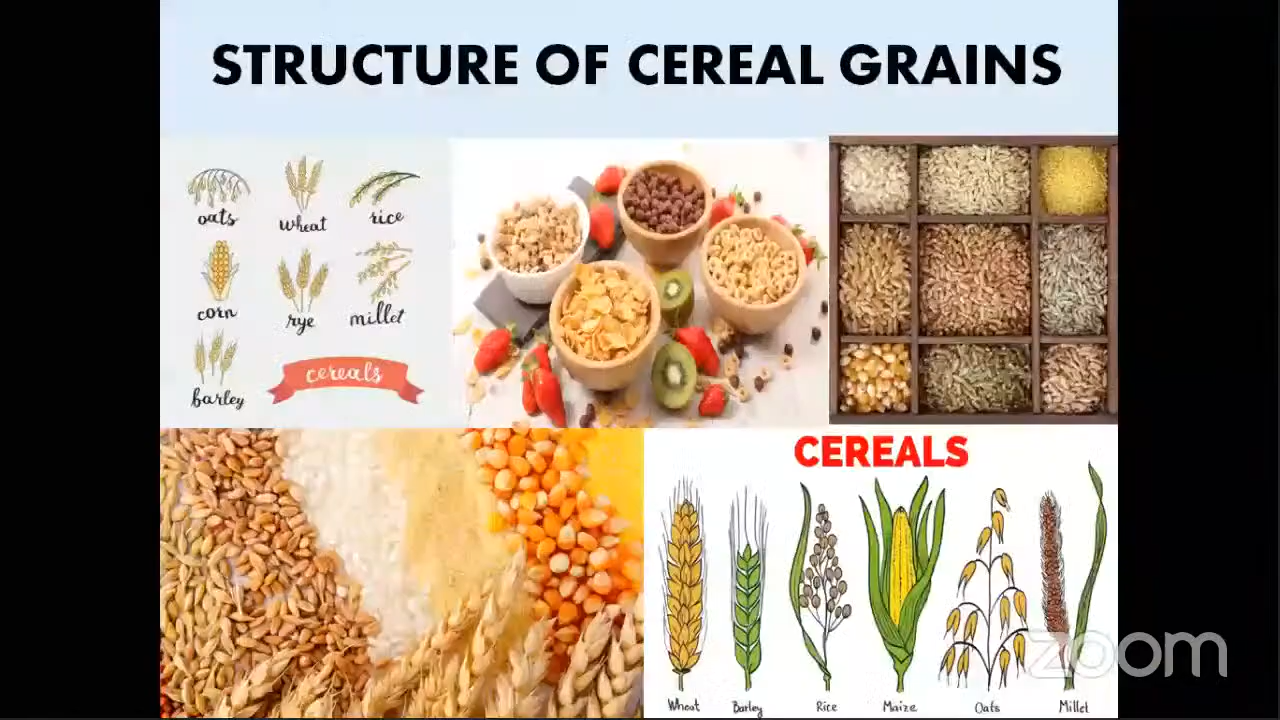 STRUCTURE OF CEREAL GRAINS
oats
wheat
rice
corn
rye
millet
barley
cereals
CEREALS
Wheat
Barley
Rice
Maize
Oats
Millet
zoom